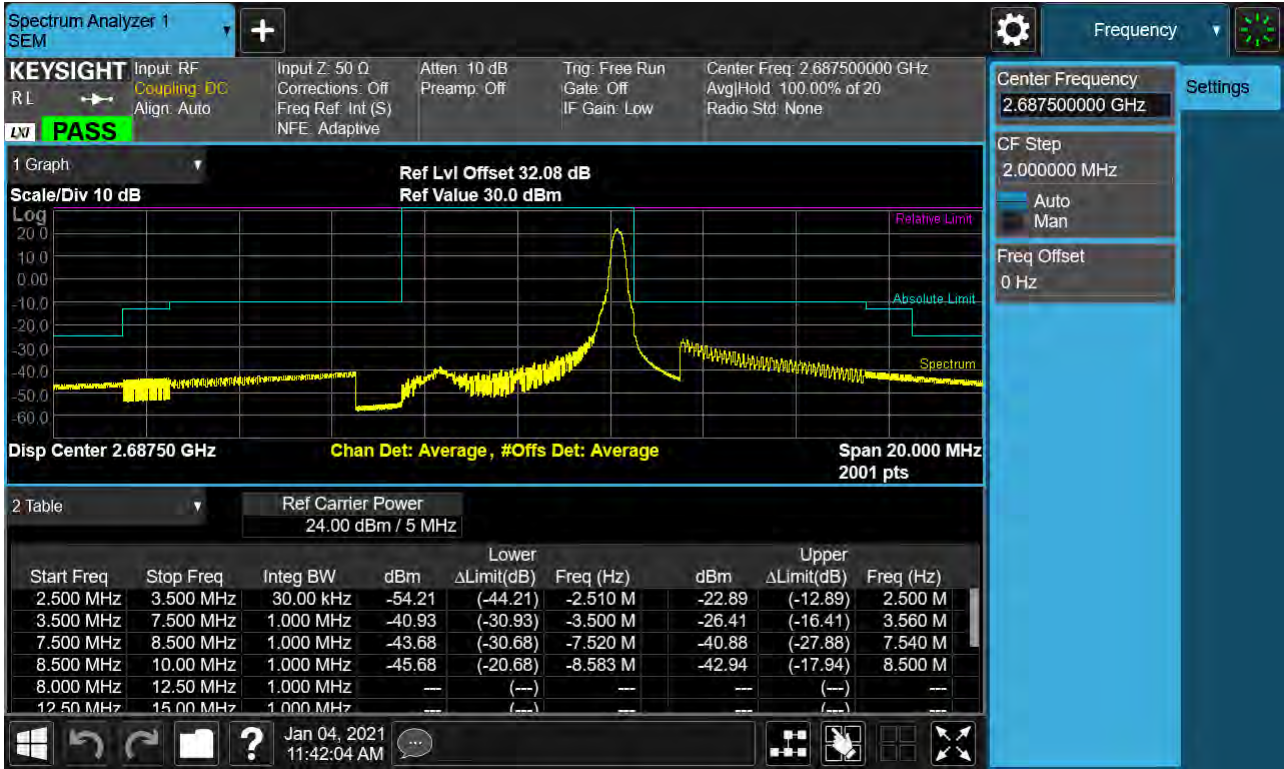 Spectrum Analyzer 1
SEM
+
Frequency
KEYSIGHT
R L
LXI
PASS
Input: RF
Coupling: DC
Align: Auto
Input Z: 50 Ω
Corrections: Off
Freq Ref: Int (S)
NFE: Adaptive
Atten: 10 dB
Preamp: Off
Trig: Free Run
Gate: Off
IF Gain: Low
Center Freq: 2.687500000 GHz
Avg|Hold: 100.00% of 20
Radio Std: None
Center Frequency
2.687500000 GHz
Settings
CF Step
2.000000 MHz
Auto
Man
Freq Offset
0 Hz
1 Graph
Scale/Div 10 dB
Ref Lvl Offset 32.08 dB
Ref Value 30.0 dBm
Log
20.0
10.0
0.00
-10.0
-20.0
-30.0
-40.0
-50.0
-60.0
Relative Limit
Absolute Limit
Spectrum
Disp Center 2.68750 GHz
Chan Det: Average, #Offs Det: Average
Span 20.000 MHz
2001 pts
2 Table
Ref Carrier Power
24.00 dBm / 5 MHz
Lower Upper
Start Freq Stop Freq Integ BW dBm ΔLimit(dB) Freq (Hz) dBm ΔLimit(dB) Freq (Hz)
2.500 MHz 3.500 MHz 30.00 kHz -54.21 (-44.21) -2.510 M -22.89 (-12.89) 2.500 M
3.500 MHz 7.500 MHz 1.000 MHz -40.93 (-30.93) -3.500 M -26.41 (-16.41) 3.560 M
7.500 MHz 8.500 MHz 1.000 MHz -43.68 (-30.68) -7.520 M -40.88 (-27.88) 7.540 M
8.500 MHz 10.00 MHz 1.000 MHz -45.68 (-20.68) -8.583 M -42.94 (-17.94) 8.500 M
8.000 MHz 12.50 MHz 1.000 MHz --- (---) --- --- (---) ---
12.50 MHz 15.00 MHz 1.000 MHz --- (---) --- --- (---) ---
?
Jan 04, 2021
11:42:04 AM